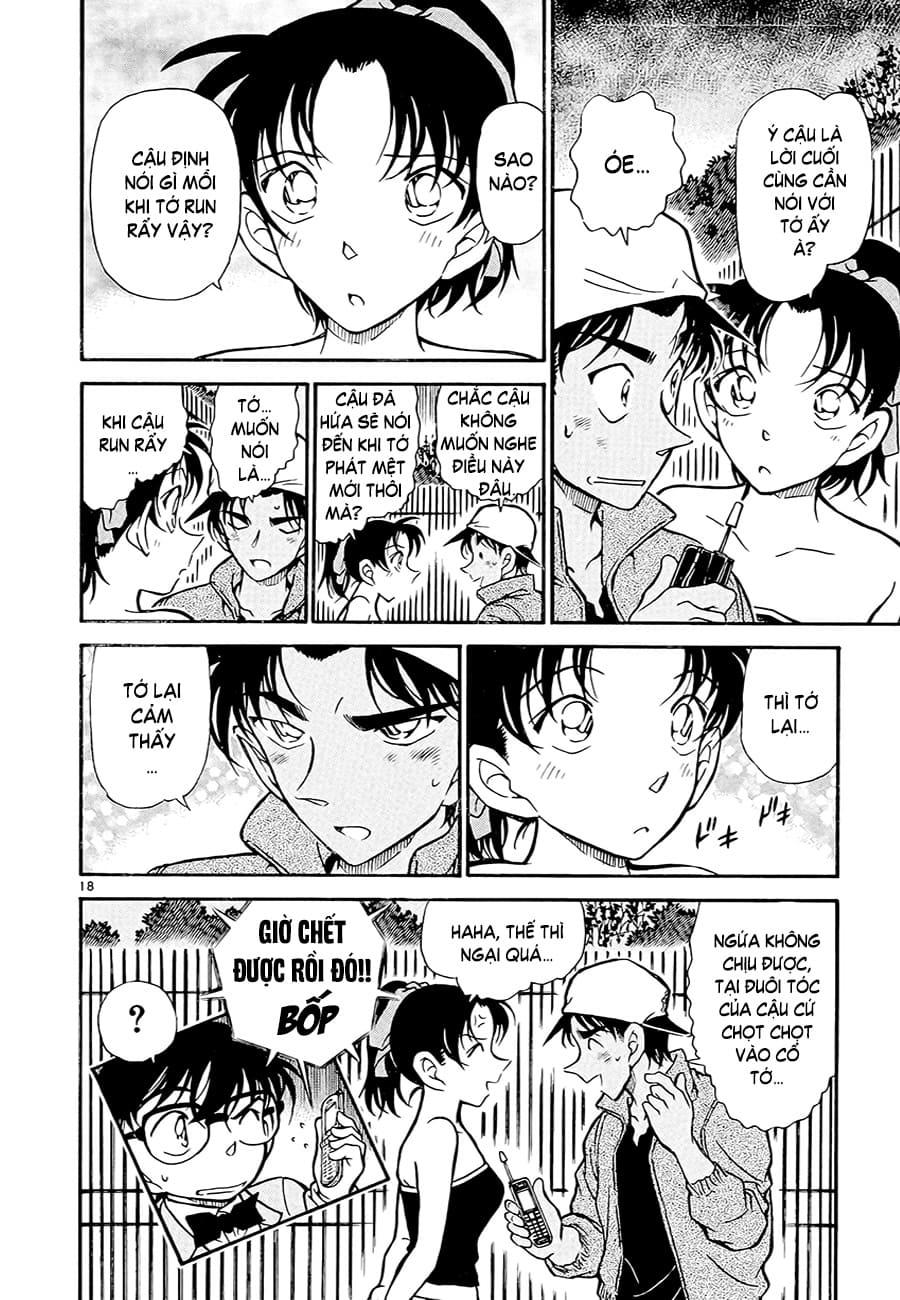 Ý CẬU LÀ
LỜI CUỐI
CÙNG CẦN
NÓI VỚI
TỚ ẤY
À?
ÓE...
SAO
NÀO?
CẬU ĐỊNH
NÓI GÌ MỖI
KHI TỚ RUN
RẨY VẬY?
CHẮC CẬU
KHÔNG
MUỐN NGHE
ĐIỀU NÀY
ĐÂU...
CẬU ĐÃ
HỨA SẼ NÓI
ĐẾN KHI TỚ
PHÁT MỆT
MỚI THÔI
MÀ?
TỚ...
MUỐN
NÓI
LÀ...
KHI CẬU
RUN RẨY
...
THÌ TỚ
LẠI...
ドキ ドキ
TỚ LẠI
CẢM
THẤY
...
18
NGỨA KHÔNG
CHỊU ĐƯỢC,
TẠI ĐUÔI TÓC
CỦA CẬU CỨ
CHỌT CHỌT
VÀO CỔ
TỚ...
HAHA, THẾ THÌ
NGẠI QUÁ...
GIỜ CHẾT
ĐƯỢC RỒI ĐÓ!!
BỐP
?